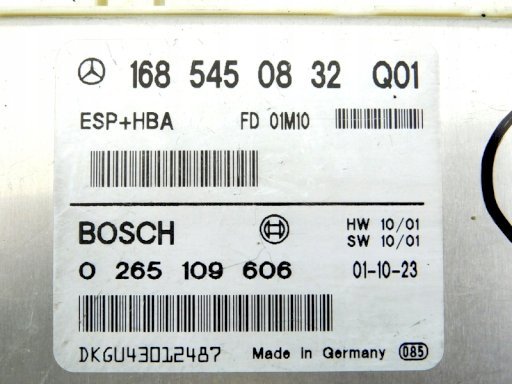 168 545 08 32 Q01
ESP+HBA FD 01M10
BOSCH HW 10/01
SW 10/01
0 265 109 606 01-10-23
DKGU43012487 Made in Germany 085